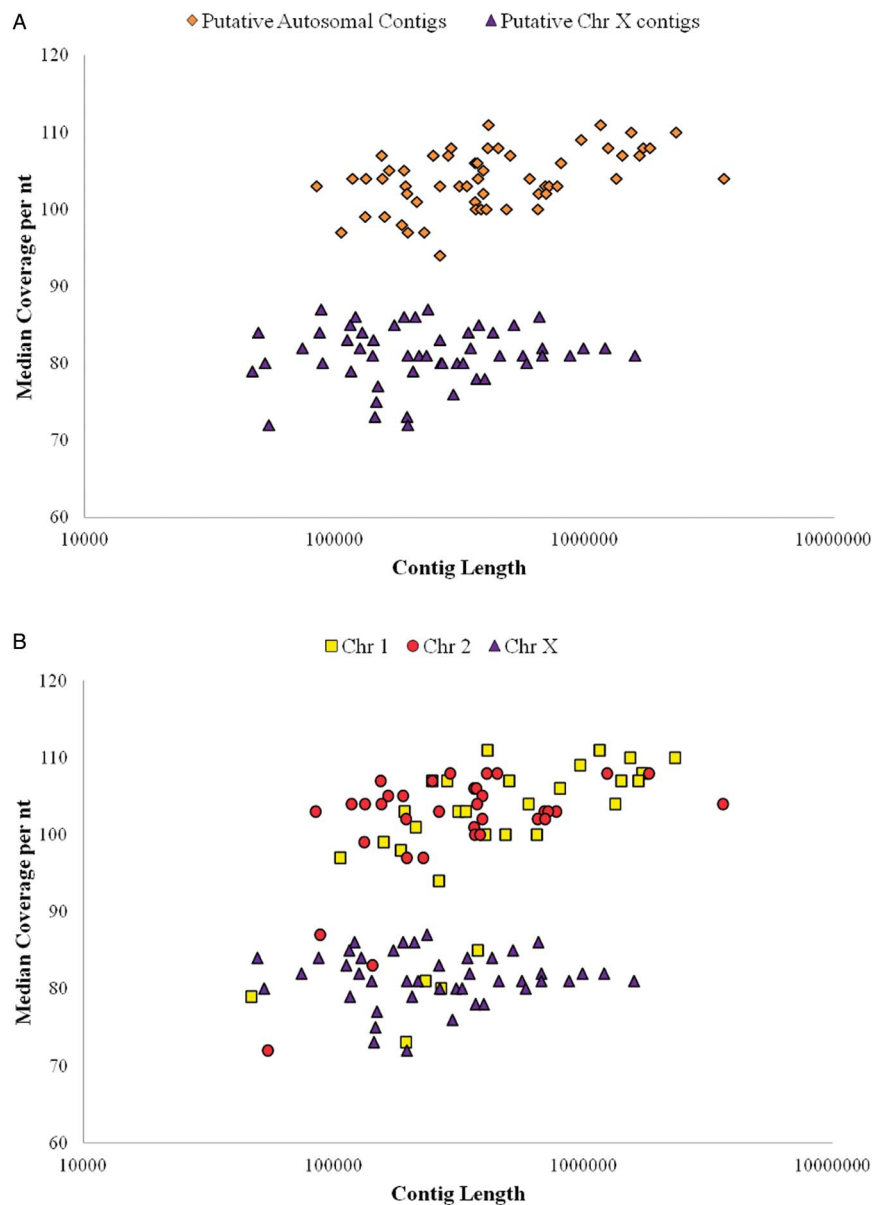 A
Putative Autosomal Contigs Putative Chr X contigs
120
110
100
90
80
70
60
Median Coverage per nt
10000 100000 1000000 10000000
Contig Length
B
Chr 1 Chr 2 Chr X
120
110
100
90
80
70
60
Median Coverage per nt
10000 100000 1000000 10000000
Contig Length